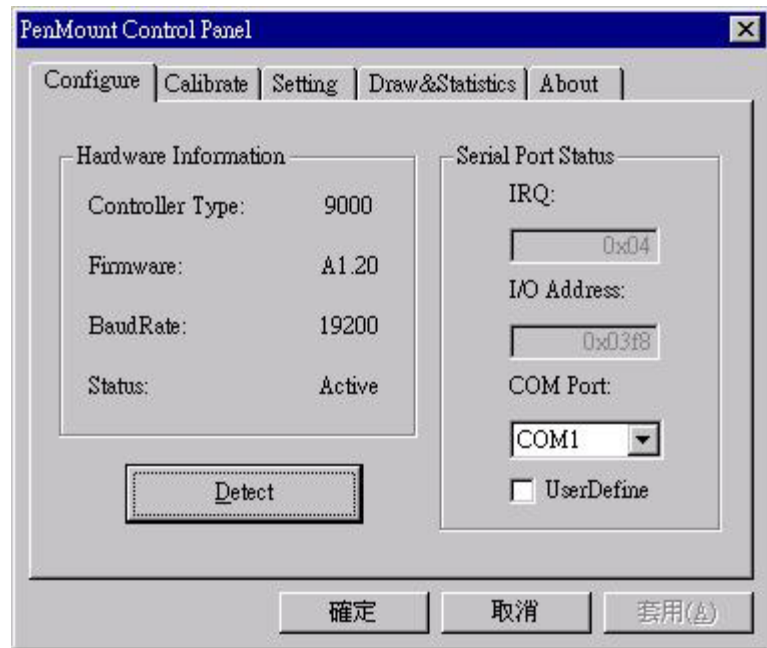 PenMount Control Panel
Configure Calibrate Setting Draw&Statistics About
Hardware Information
Controller Type: 9000
Firmware: A1.20
BaudRate: 19200
Status: Active
Detect
Serial Port Status
IRQ:
0x04
I/O Address:
0x03f8
COM Port:
COM1
UserDefine
確定 取消 套用(A)